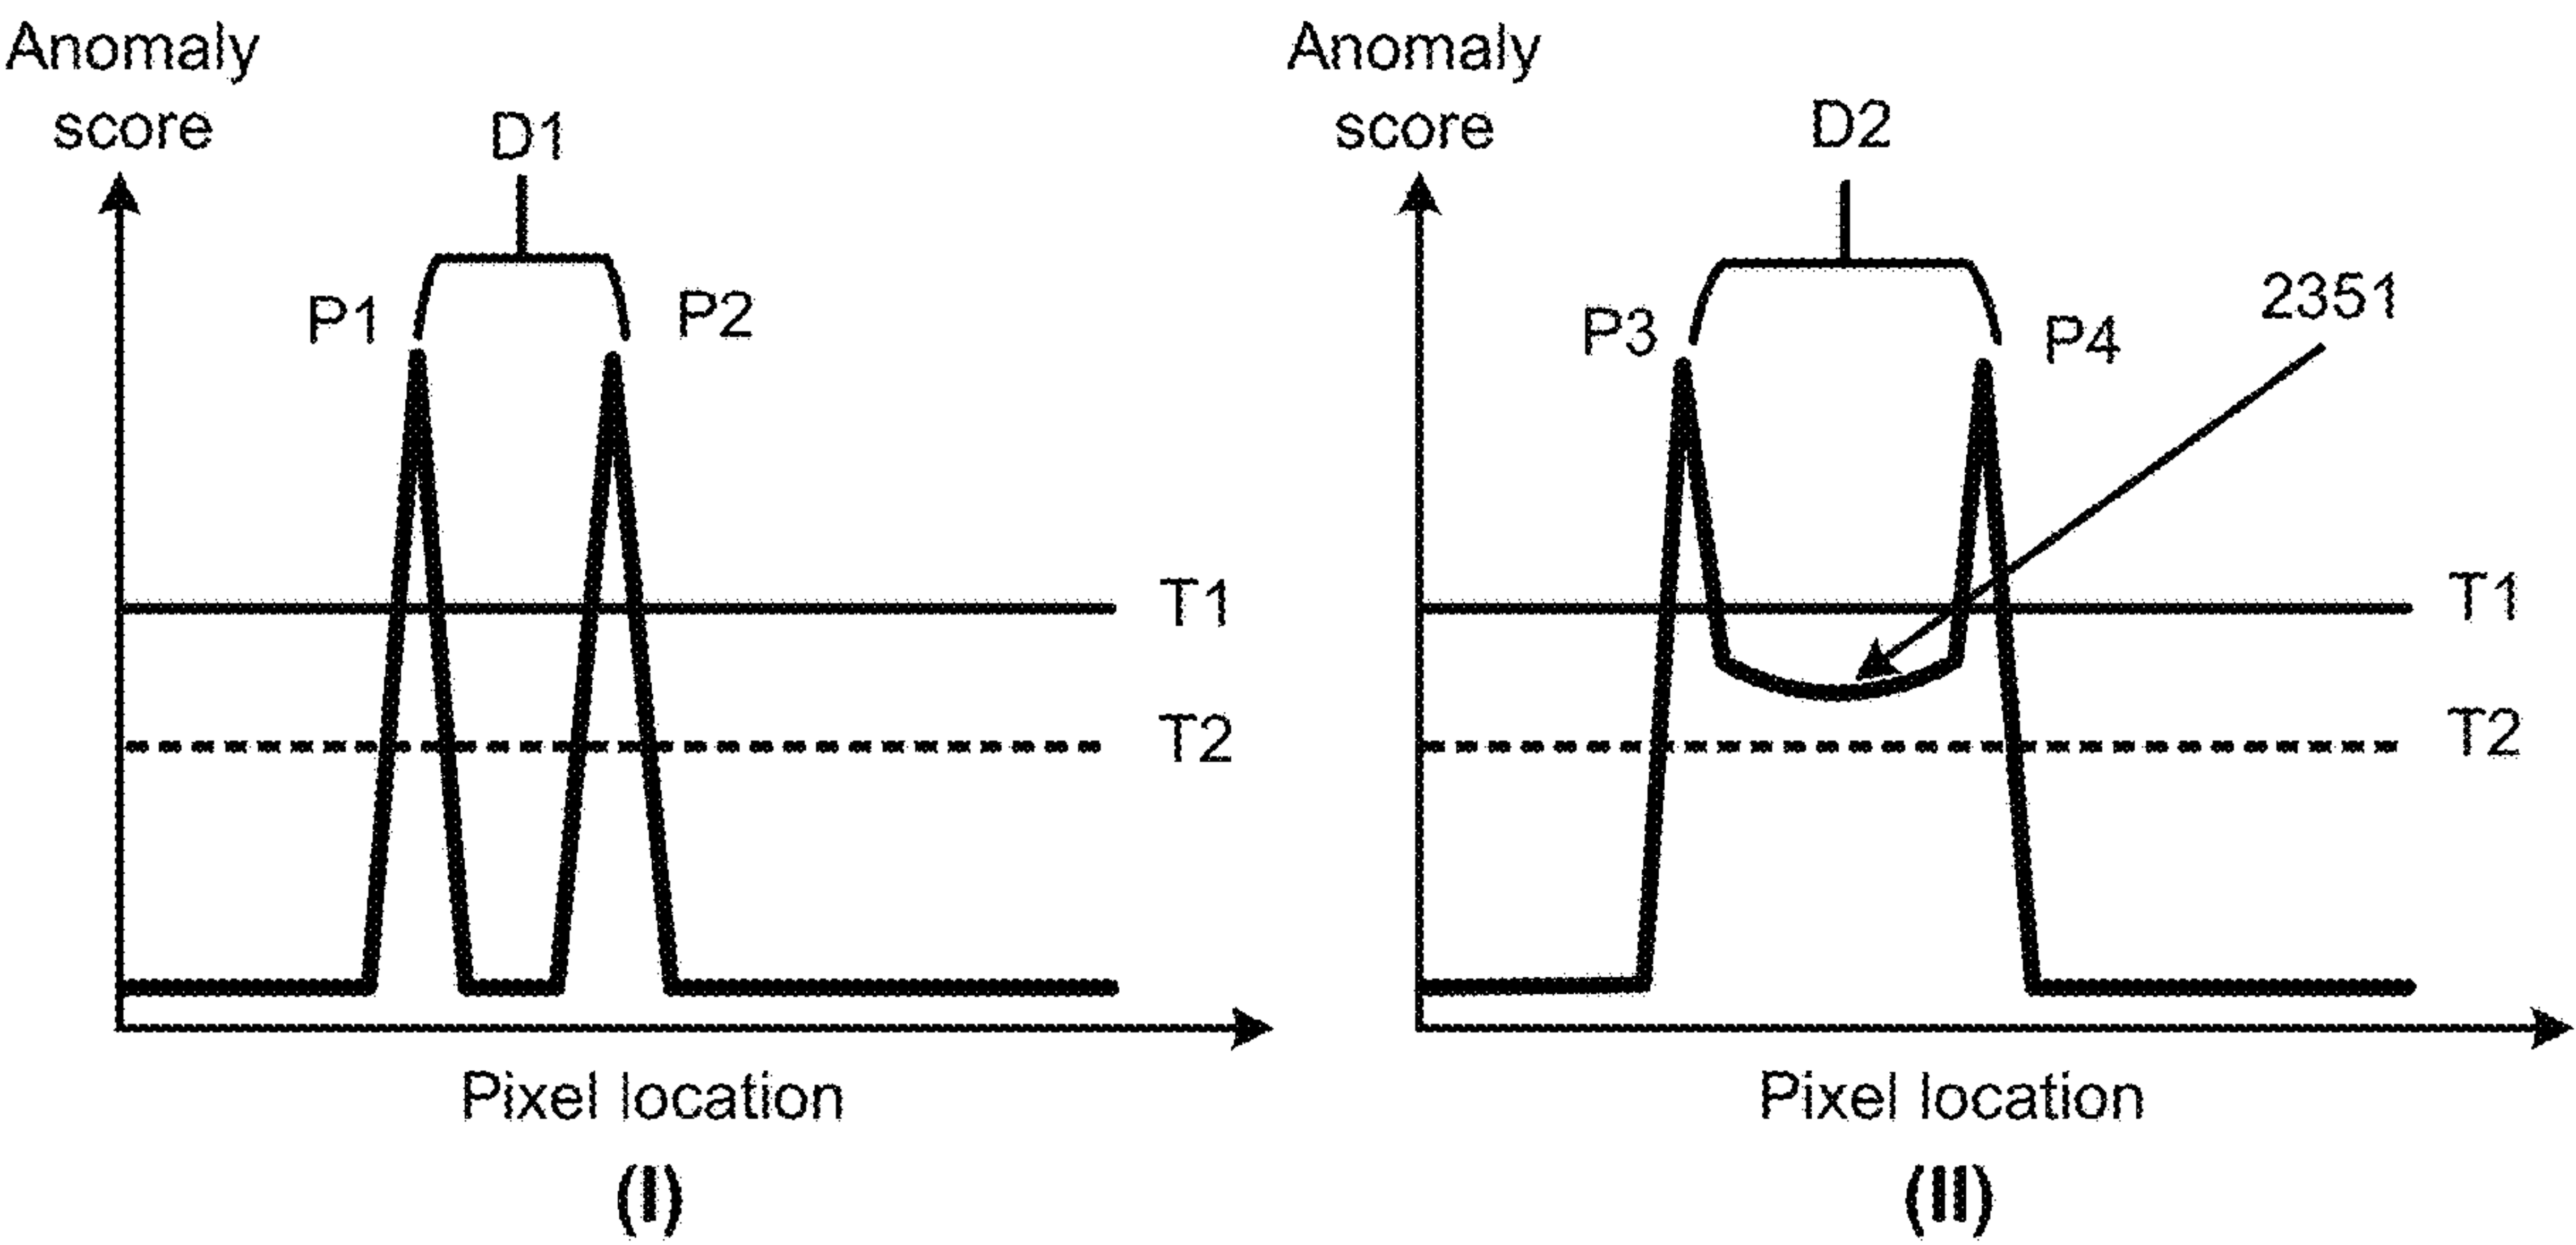 Anomaly
score
D1
P1
P2
T1
T2
Pixel location
(I)
Anomaly
score
D2
P3
P4
2351
T1
T2
Pixel location
(II)